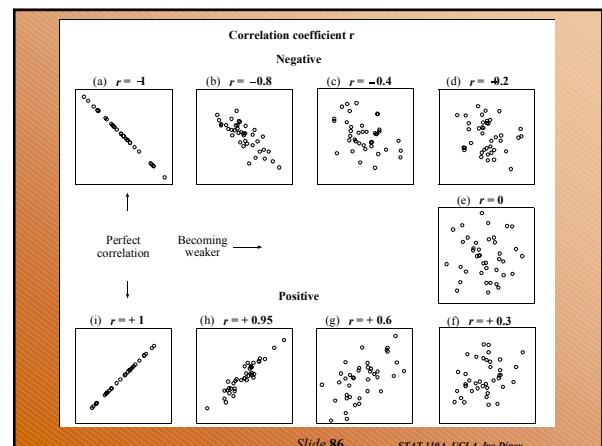 Correlation coefficient r
Negative
(a) r = −1
(b) r = −0.8
(c) r = −0.4
(d) r = −0.2
(e) r = 0
Perfect
correlation
Becoming
weaker
Positive
(i) r = + 1
(h) r = + 0.95
(g) r = + 0.6
(f) r = + 0.3
Slide 86
STAT 110A, UCLA, Ivo Dinov